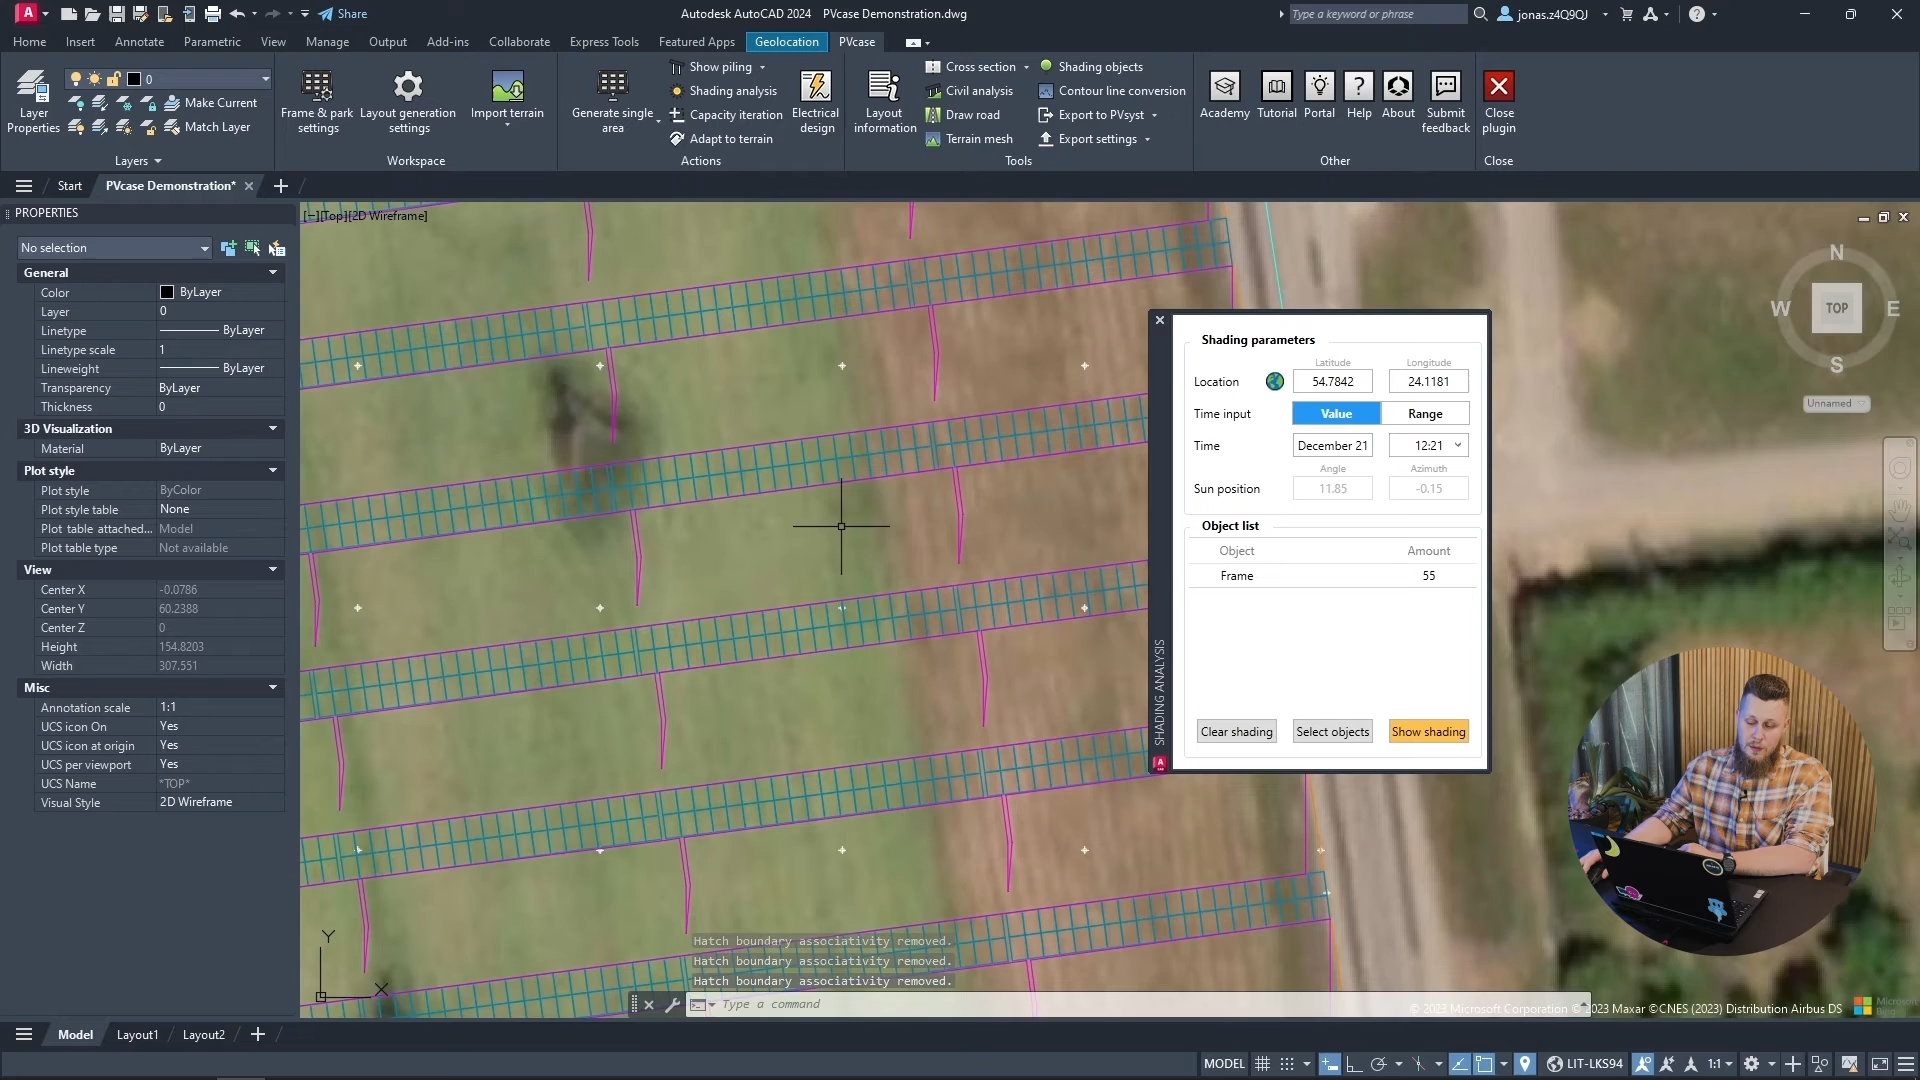 Share
Autodesk AutoCAD 2024 PVcase Demonstration.dwg
Type a keyword or phrase
jonas.z4Q9QJ
Home Insert Annotate Parametric View Manage Output Add-ins Collaborate Express Tools Featured Apps Geolocation PVcase
Layer Properties
0
Make Current
Match Layer
Layers
Frame & park settings
Layout generation settings
Import terrain
Workspace
Generate single area
Show piling
Shading analysis
Capacity iteration
Adapt to terrain
Electrical design
Actions
Layout information
Cross section
Civil analysis
Draw road
Terrain mesh
Shading objects
Contour line conversion
Export to PVsyst
Export settings
Tools
Academy
Tutorial
Portal
Help
About
Submit feedback
Other
Close plugin
Close
Start
PVcase Demonstration*
PROPERTIES
No selection
General
Color ByLayer
Layer 0
Linetype ByLayer
Linetype scale 1
Lineweight ByLayer
Transparency ByLayer
Thickness 0
3D Visualization
Material ByLayer
Plot style
Plot style ByColor
Plot style table None
Plot table attached... Model
Plot table type Not available
View
Center X -0.0786
Center Y 60.2388
Center Z 0
Height 154.8203
Width 307.551
Misc
Annotation scale 1:1
UCS icon On Yes
UCS icon at origin Yes
UCS per viewport Yes
UCS Name *TOP*
Visual Style 2D Wireframe
[−][Top][2D Wireframe]
N
W TOP E
S
Unnamed
Shading parameters
Latitude Longitude
Location 54.7842 24.1181
Time input Value Range
Time December 21 12:21
Angle Azimuth
Sun position 11.85 -0.15
Object list
Object Amount
Frame 55
Clear shading Select objects Show shading
SHADING ANALYSIS
Y
X
Hatch boundary associativity removed.
Hatch boundary associativity removed.
Hatch boundary associativity removed.
Type a command
© 2023 Microsoft Corporation © 2023 Maxar ©CNES (2023) Distribution Airbus DS
Model Layout1 Layout2
MODEL
LIT-LKS94
1:1